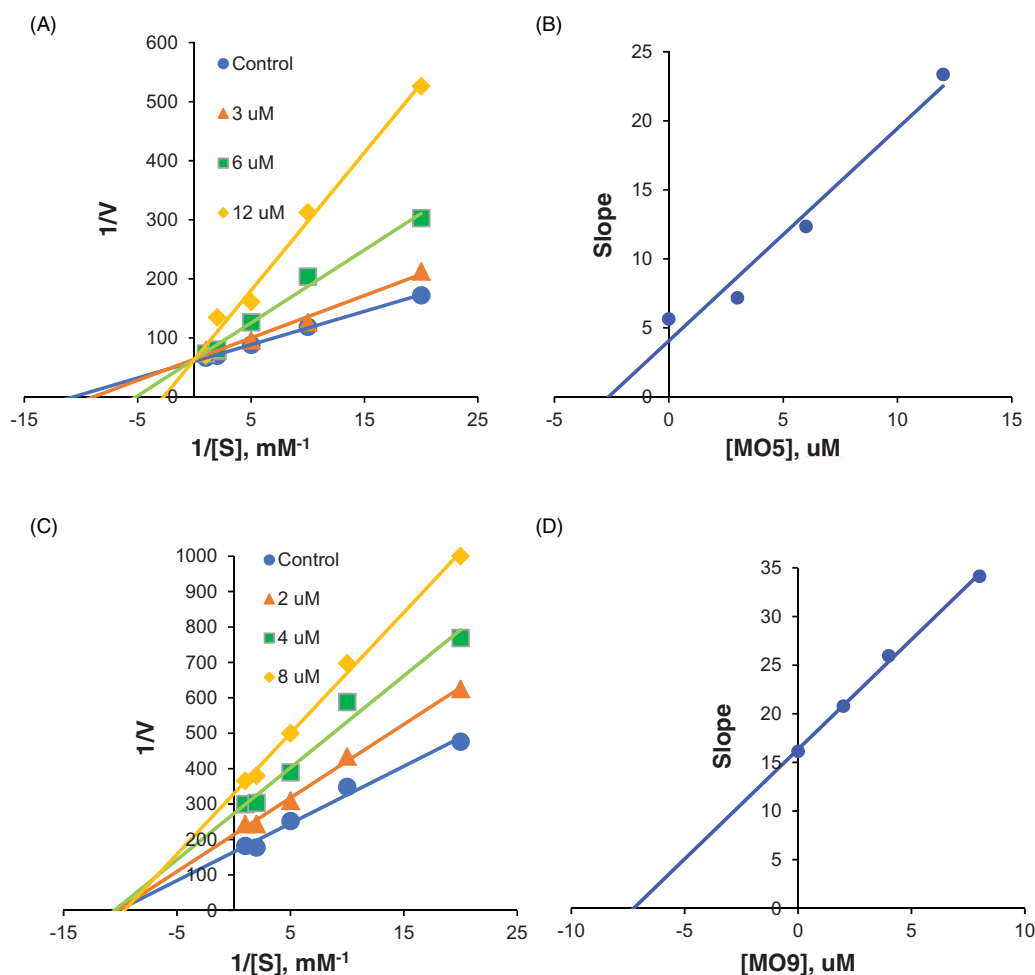 (A)
600
500
400
300
200
100
0
1/V
Control
3 uM
6 uM
12 uM
-15
-5
5
15
25
1/[S], mM-1
(B)
25
20
15
10
5
0
Slope
-5
0
5
10
15
[MO5], uM
(C)
1000
900
800
700
600
500
400
300
200
100
0
1/V
Control
2 uM
4 uM
8 uM
-15
-5
5
15
25
1/[S], mM-1
(D)
35
30
25
20
15
10
5
0
Slope
-10
-5
0
5
10
[MO9], uM